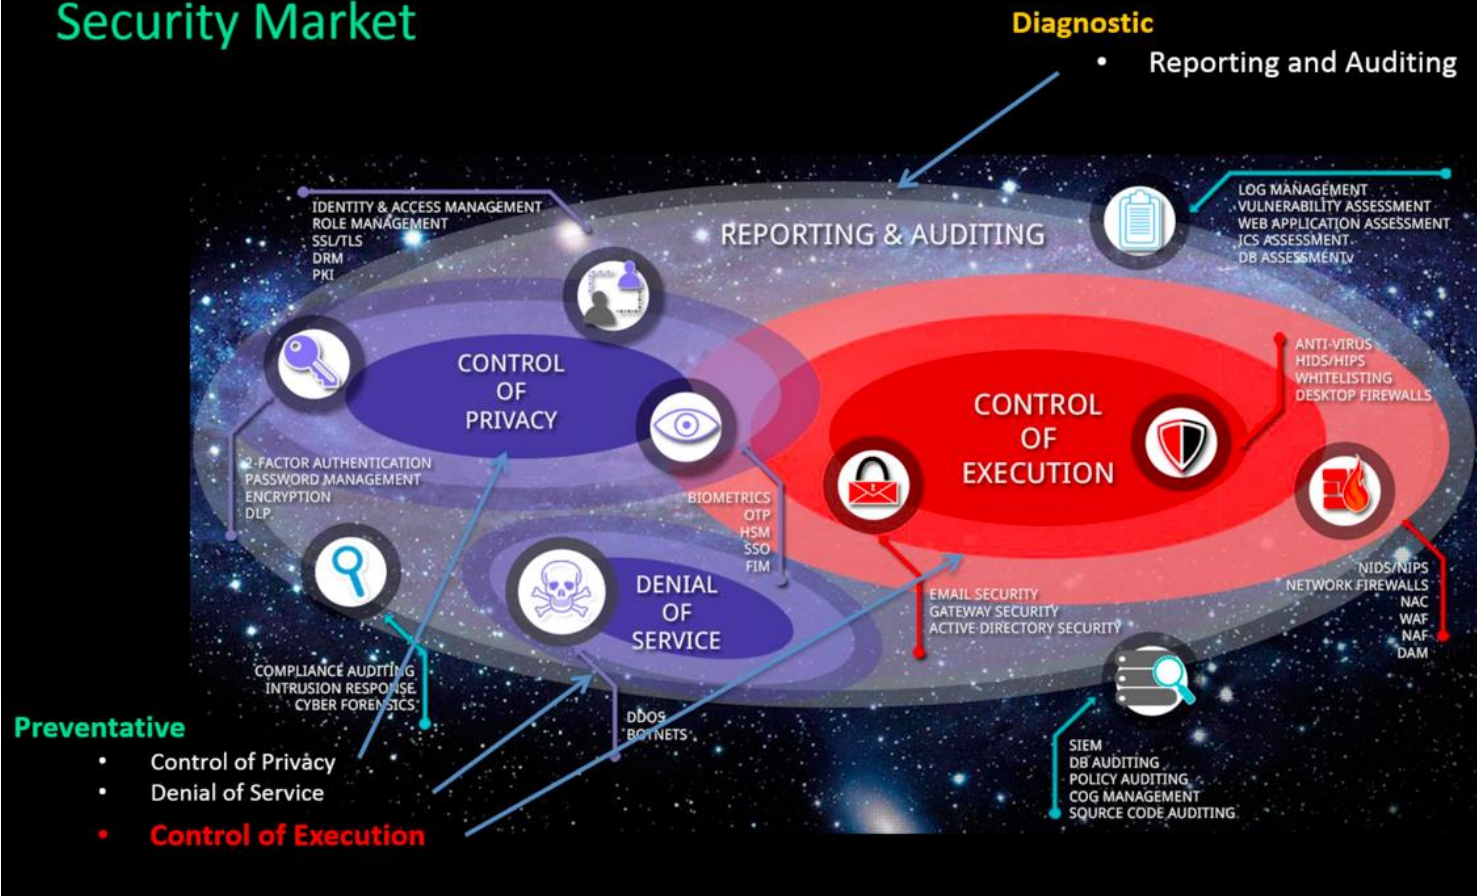 Security Market
Diagnostic
• Reporting and Auditing
IDENTITY & ACCESS MANAGEMENT
ROLE MANAGEMENT
SSL/TLS
DRM
PKI
REPORTING & AUDITING
LOG MANAGEMENT
VULNERABILITY ASSESSMENT
WEB APPLICATION ASSESSMENT
ICS ASSESSMENT
DB ASSESSMENTv
CONTROL
OF
PRIVACY
CONTROL
OF
EXECUTION
ANTI-VIRUS
HIDS/HIPS
WHITELISTING
DESKTOP FIREWALLS
2-FACTOR AUTHENTICATION
PASSWORD MANAGEMENT
ENCRYPTION
DLP
BIOMETRICS
OTP
HSM
SSO
FIM
DENIAL
OF
SERVICE
EMAIL SECURITY
GATEWAY SECURITY
ACTIVE DIRECTORY SECURITY
NIDS/NIPS
NETWORK FIREWALLS
NAC
WAF
NAF
DAM
COMPLIANCE AUDITING
INTRUSION RESPONSE
CYBER FORENSICS
DDOS
BOTNETS
SIEM
DB AUDITING
POLICY AUDITING
COG MANAGEMENT
SOURCE CODE AUDITING
Preventative
• Control of Privacy
• Denial of Service
• Control of Execution